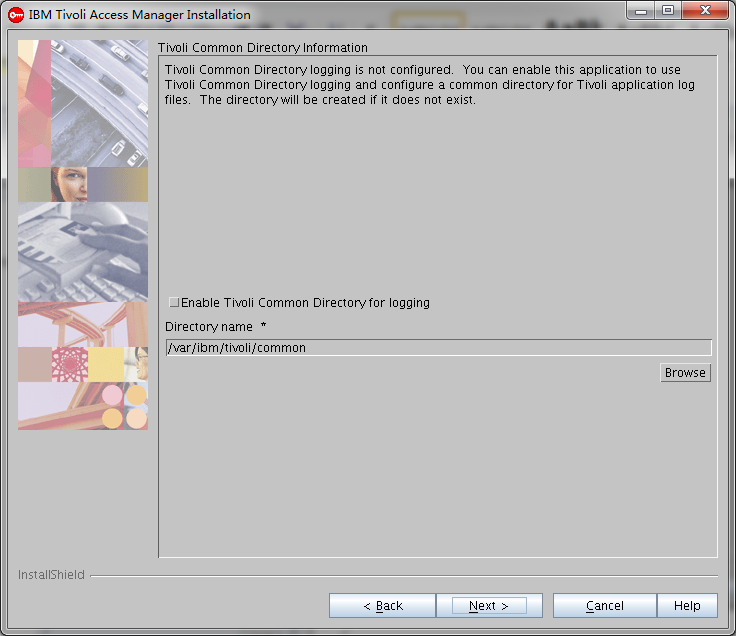 IBM Tivoli Access Manager Installation
Tivoli Common Directory Information
Tivoli Common Directory logging is not configured.  You can enable this application to use
Tivoli Common Directory logging and configure a common directory for Tivoli application log
files.  The directory will be created if it does not exist.
Enable Tivoli Common Directory for logging
Directory name  *
/var/ibm/tivoli/common
Browse
InstallShield
< Back
Next >
Cancel
Help